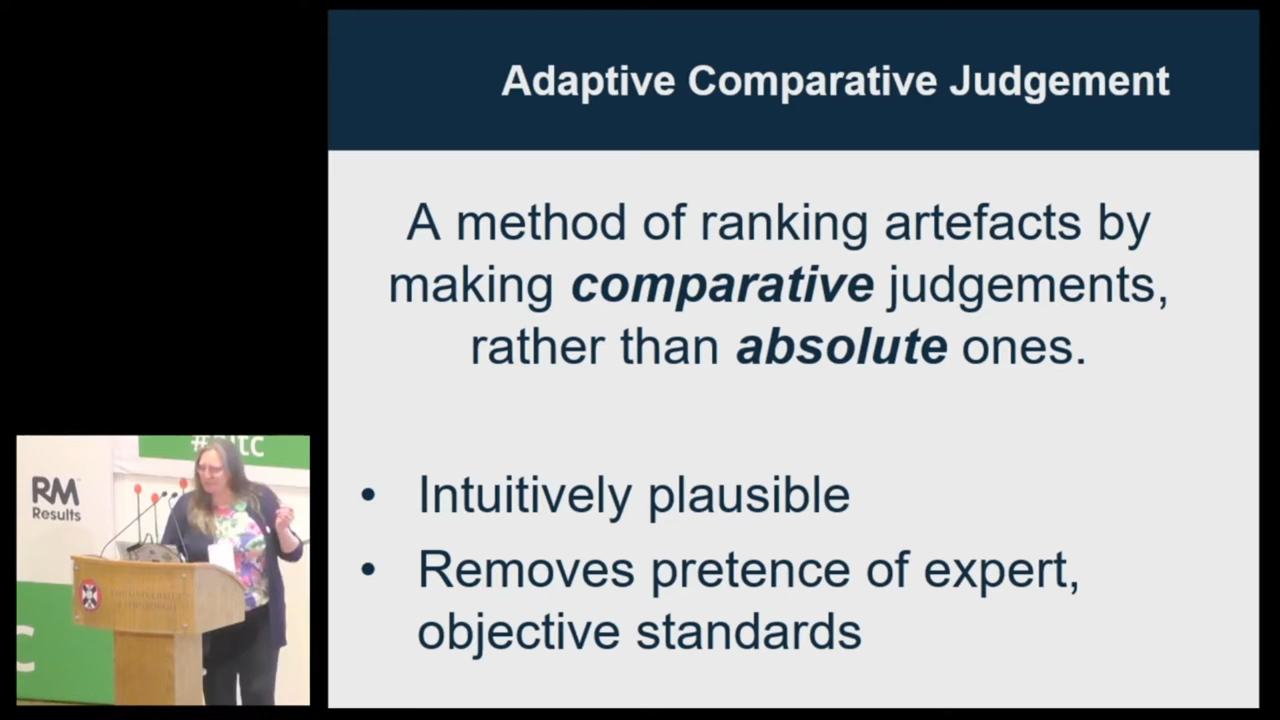 Adaptive Comparative Judgement
A method of ranking artefacts by
making comparative judgements,
rather than absolute ones.
• Intuitively plausible
• Removes pretence of expert,
objective standards
RM
Results